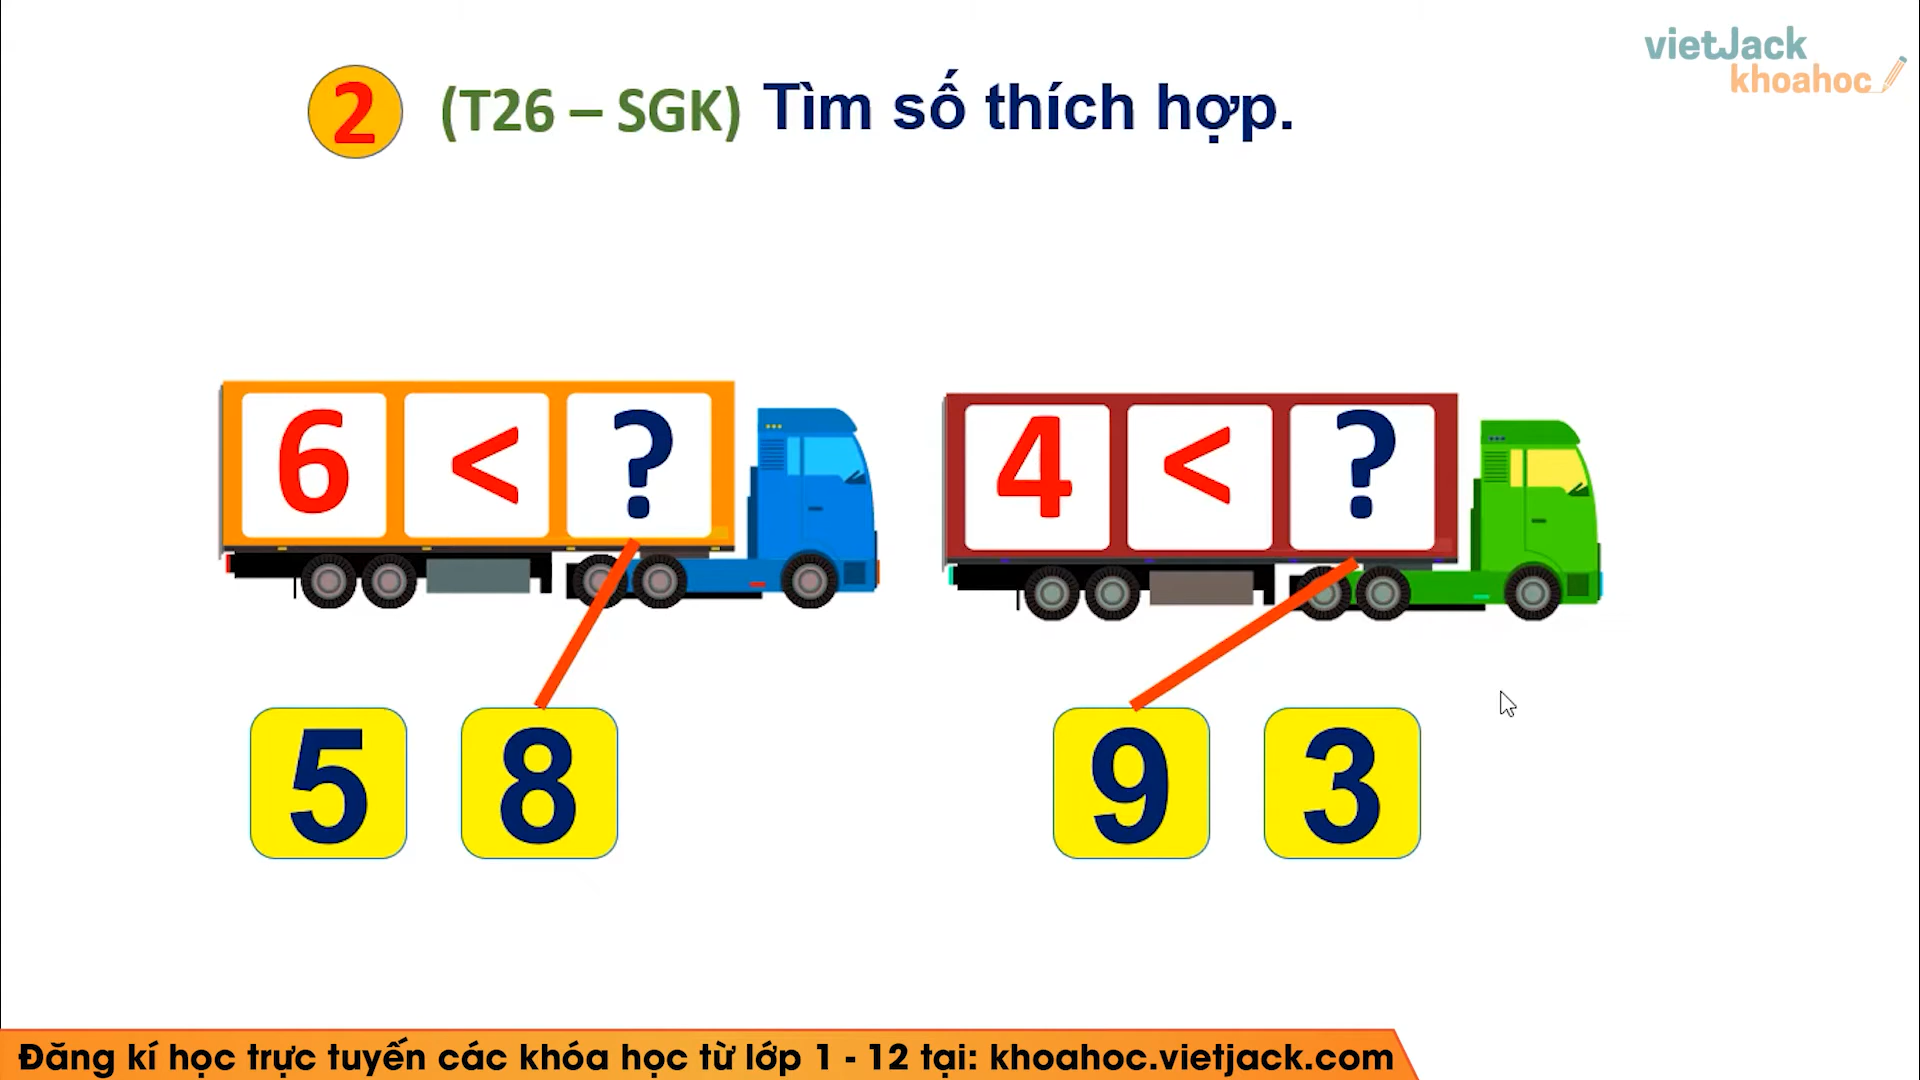 vietJack
khoahoc
2 (T26 – SGK) Tìm số thích hợp.
6 < ?
4 < ?
5 8
9 3
Đăng kí học trực tuyến các khóa học từ lớp 1 - 12 tại: khoahoc.vietjack.com